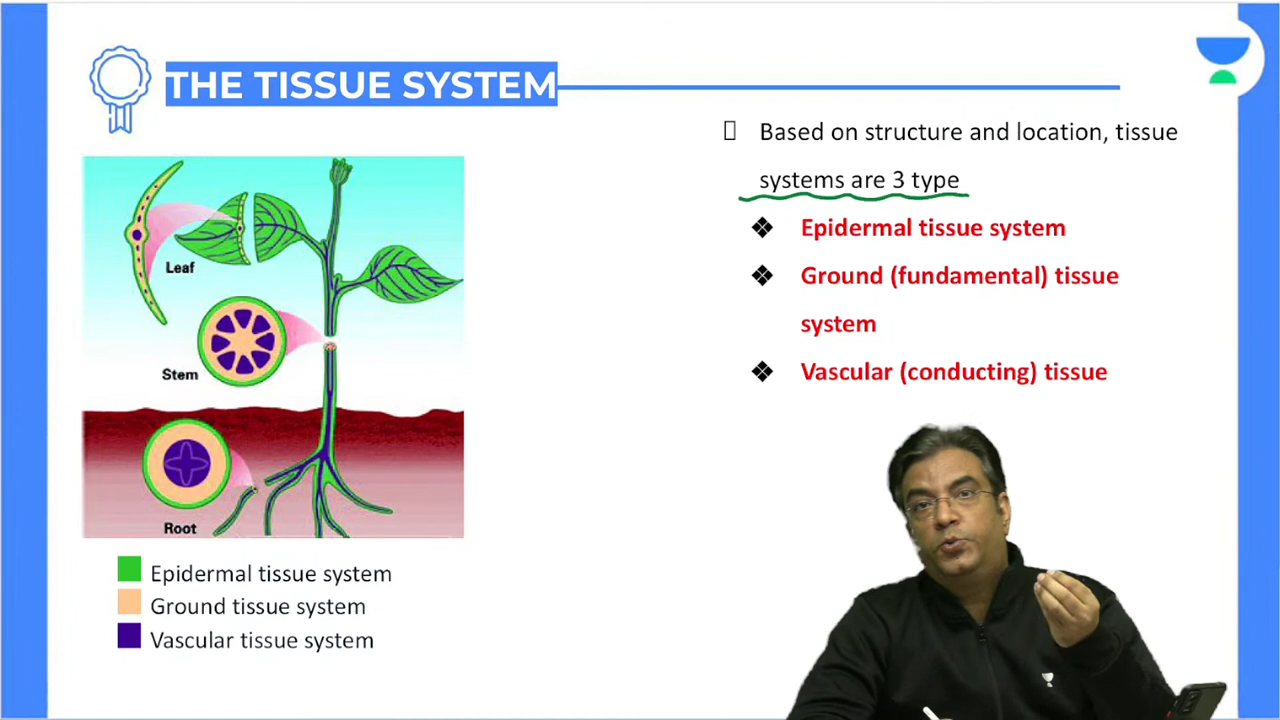 THE TISSUE SYSTEM
Based on structure and location, tissue
systems are 3 type
❖ Epidermal tissue system
❖ Ground (fundamental) tissue
system
❖ Vascular (conducting) tissue
Leaf
Stem
Root
Epidermal tissue system
Ground tissue system
Vascular tissue system